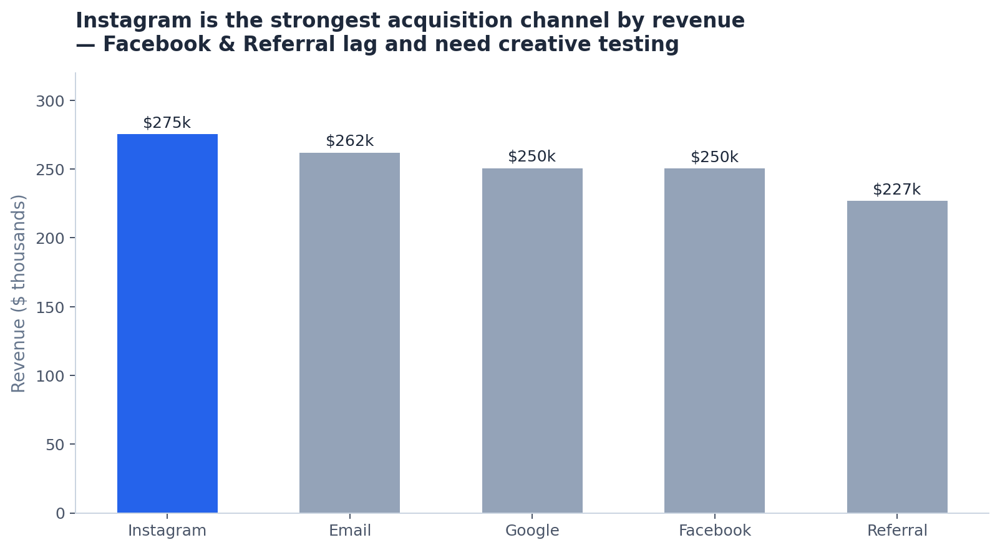 Instagram is the strongest acquisition channel by revenue
— Facebook & Referral lag and need creative testing
Revenue ($ thousands)
300
250
200
150
100
50
0
$275k
$262k
$250k
$250k
$227k
Instagram
Email
Google
Facebook
Referral